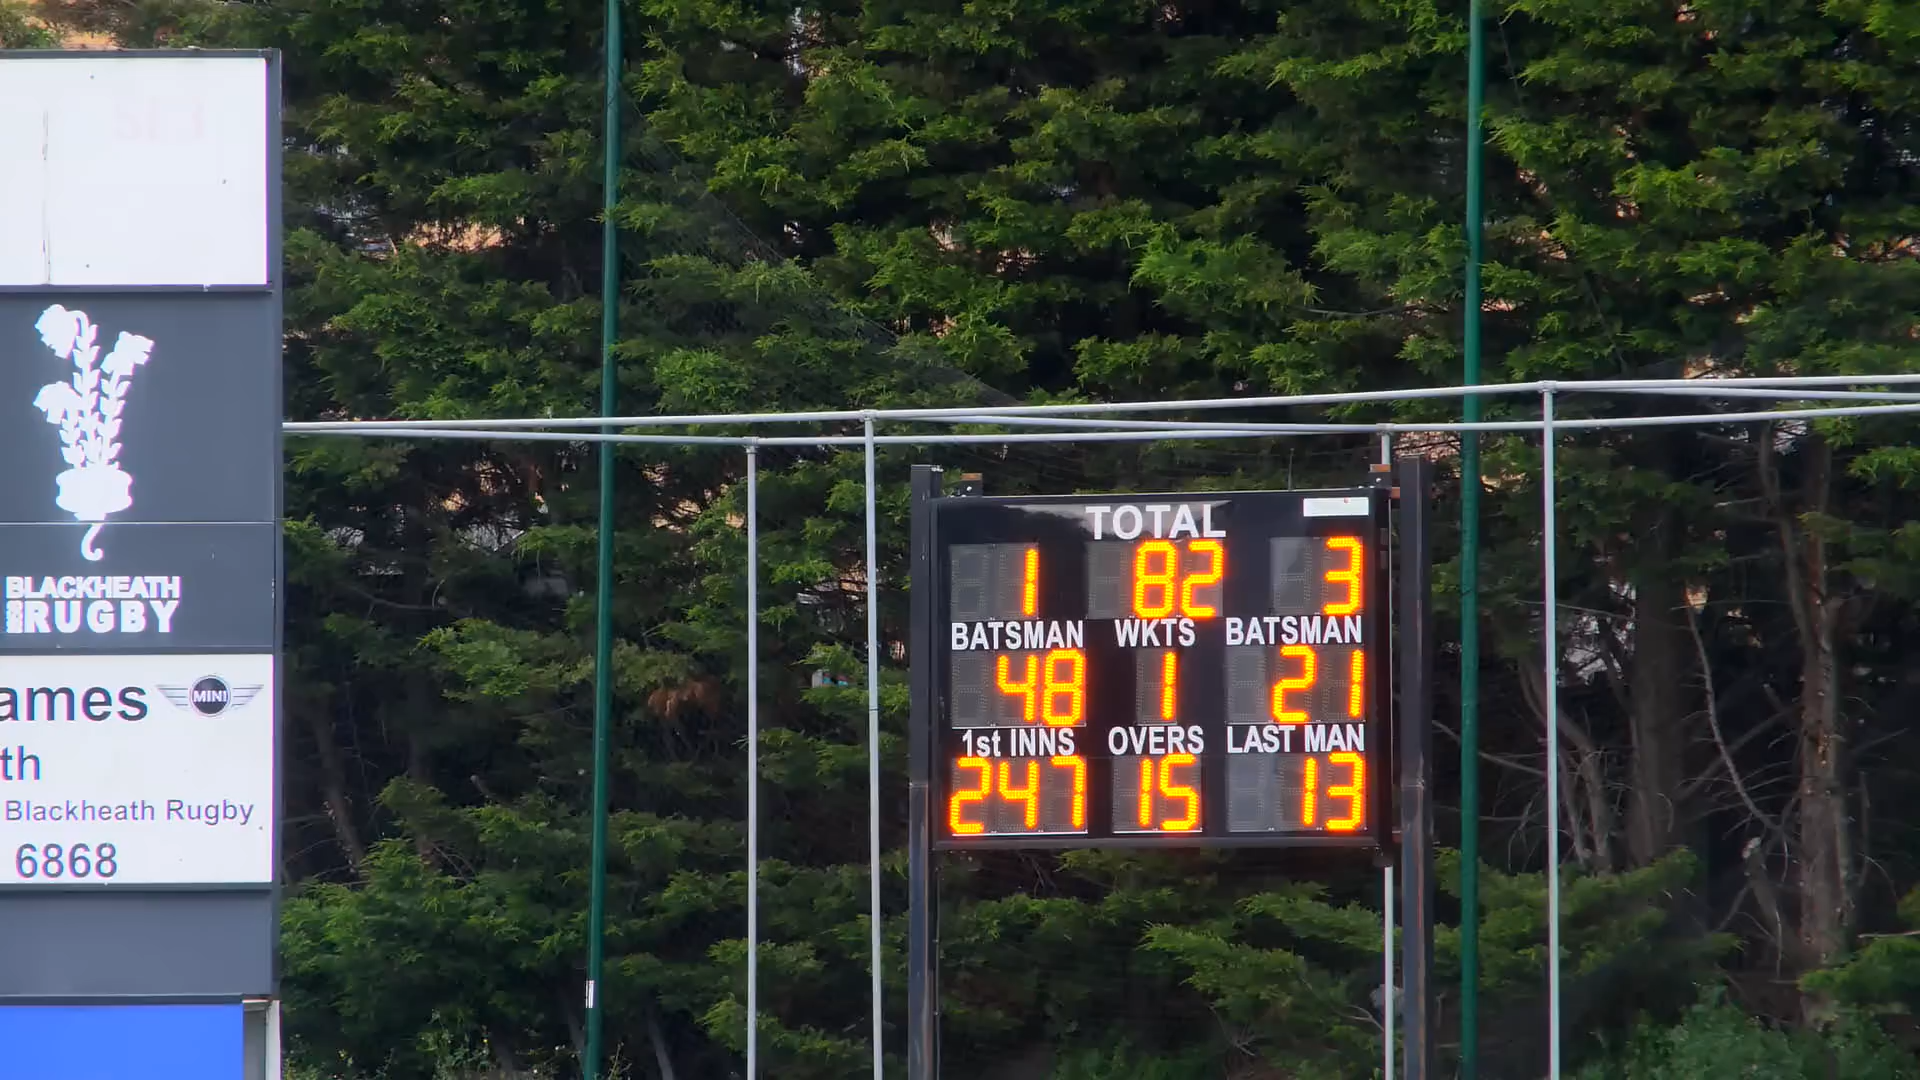 BLACKHEATH
RUGBY
ames MINI
th
Blackheath Rugby
6868
TOTAL
1 82 3
BATSMAN WKTS BATSMAN
48 1 21
1st INNS OVERS LAST MAN
247 15 13